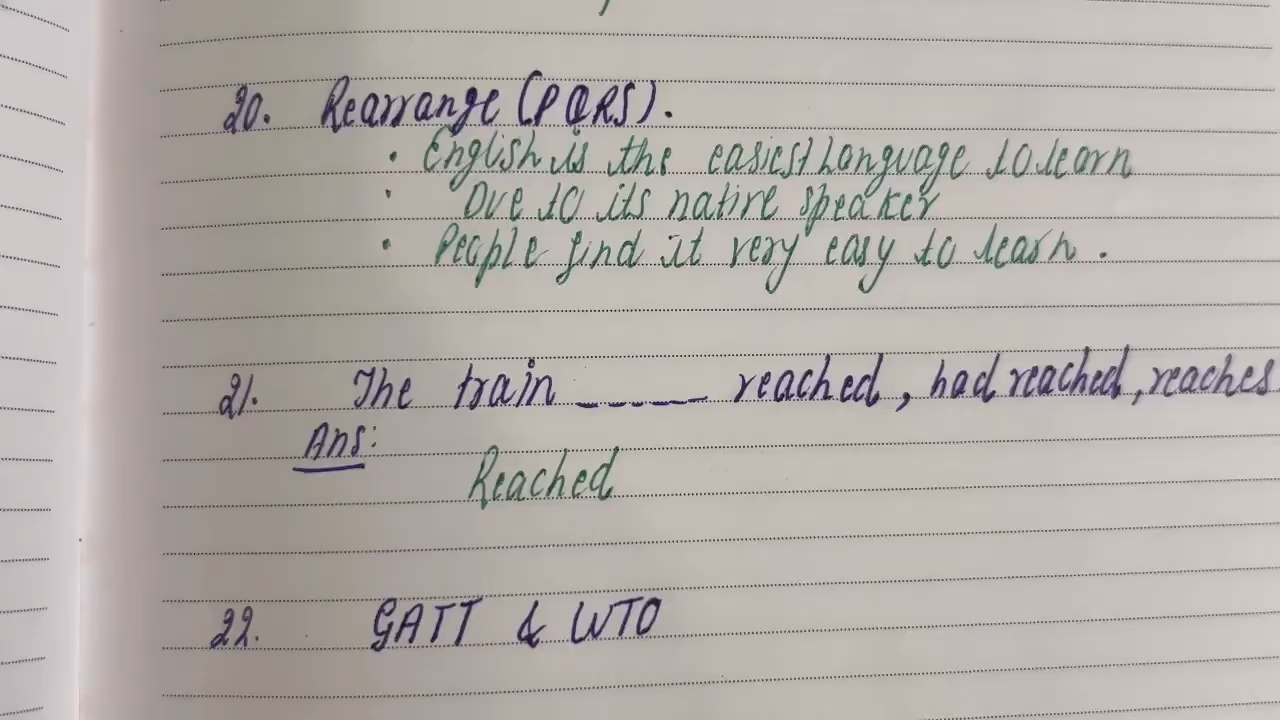 20. Rearrange (PQRS).
• English is the easiest language to learn
• Due to its native speaker
• People find it very easy to learn.
21. The train _ _ _ _ _ reached, had reached, reaches
Ans:
Reached
22. GATT & WTO